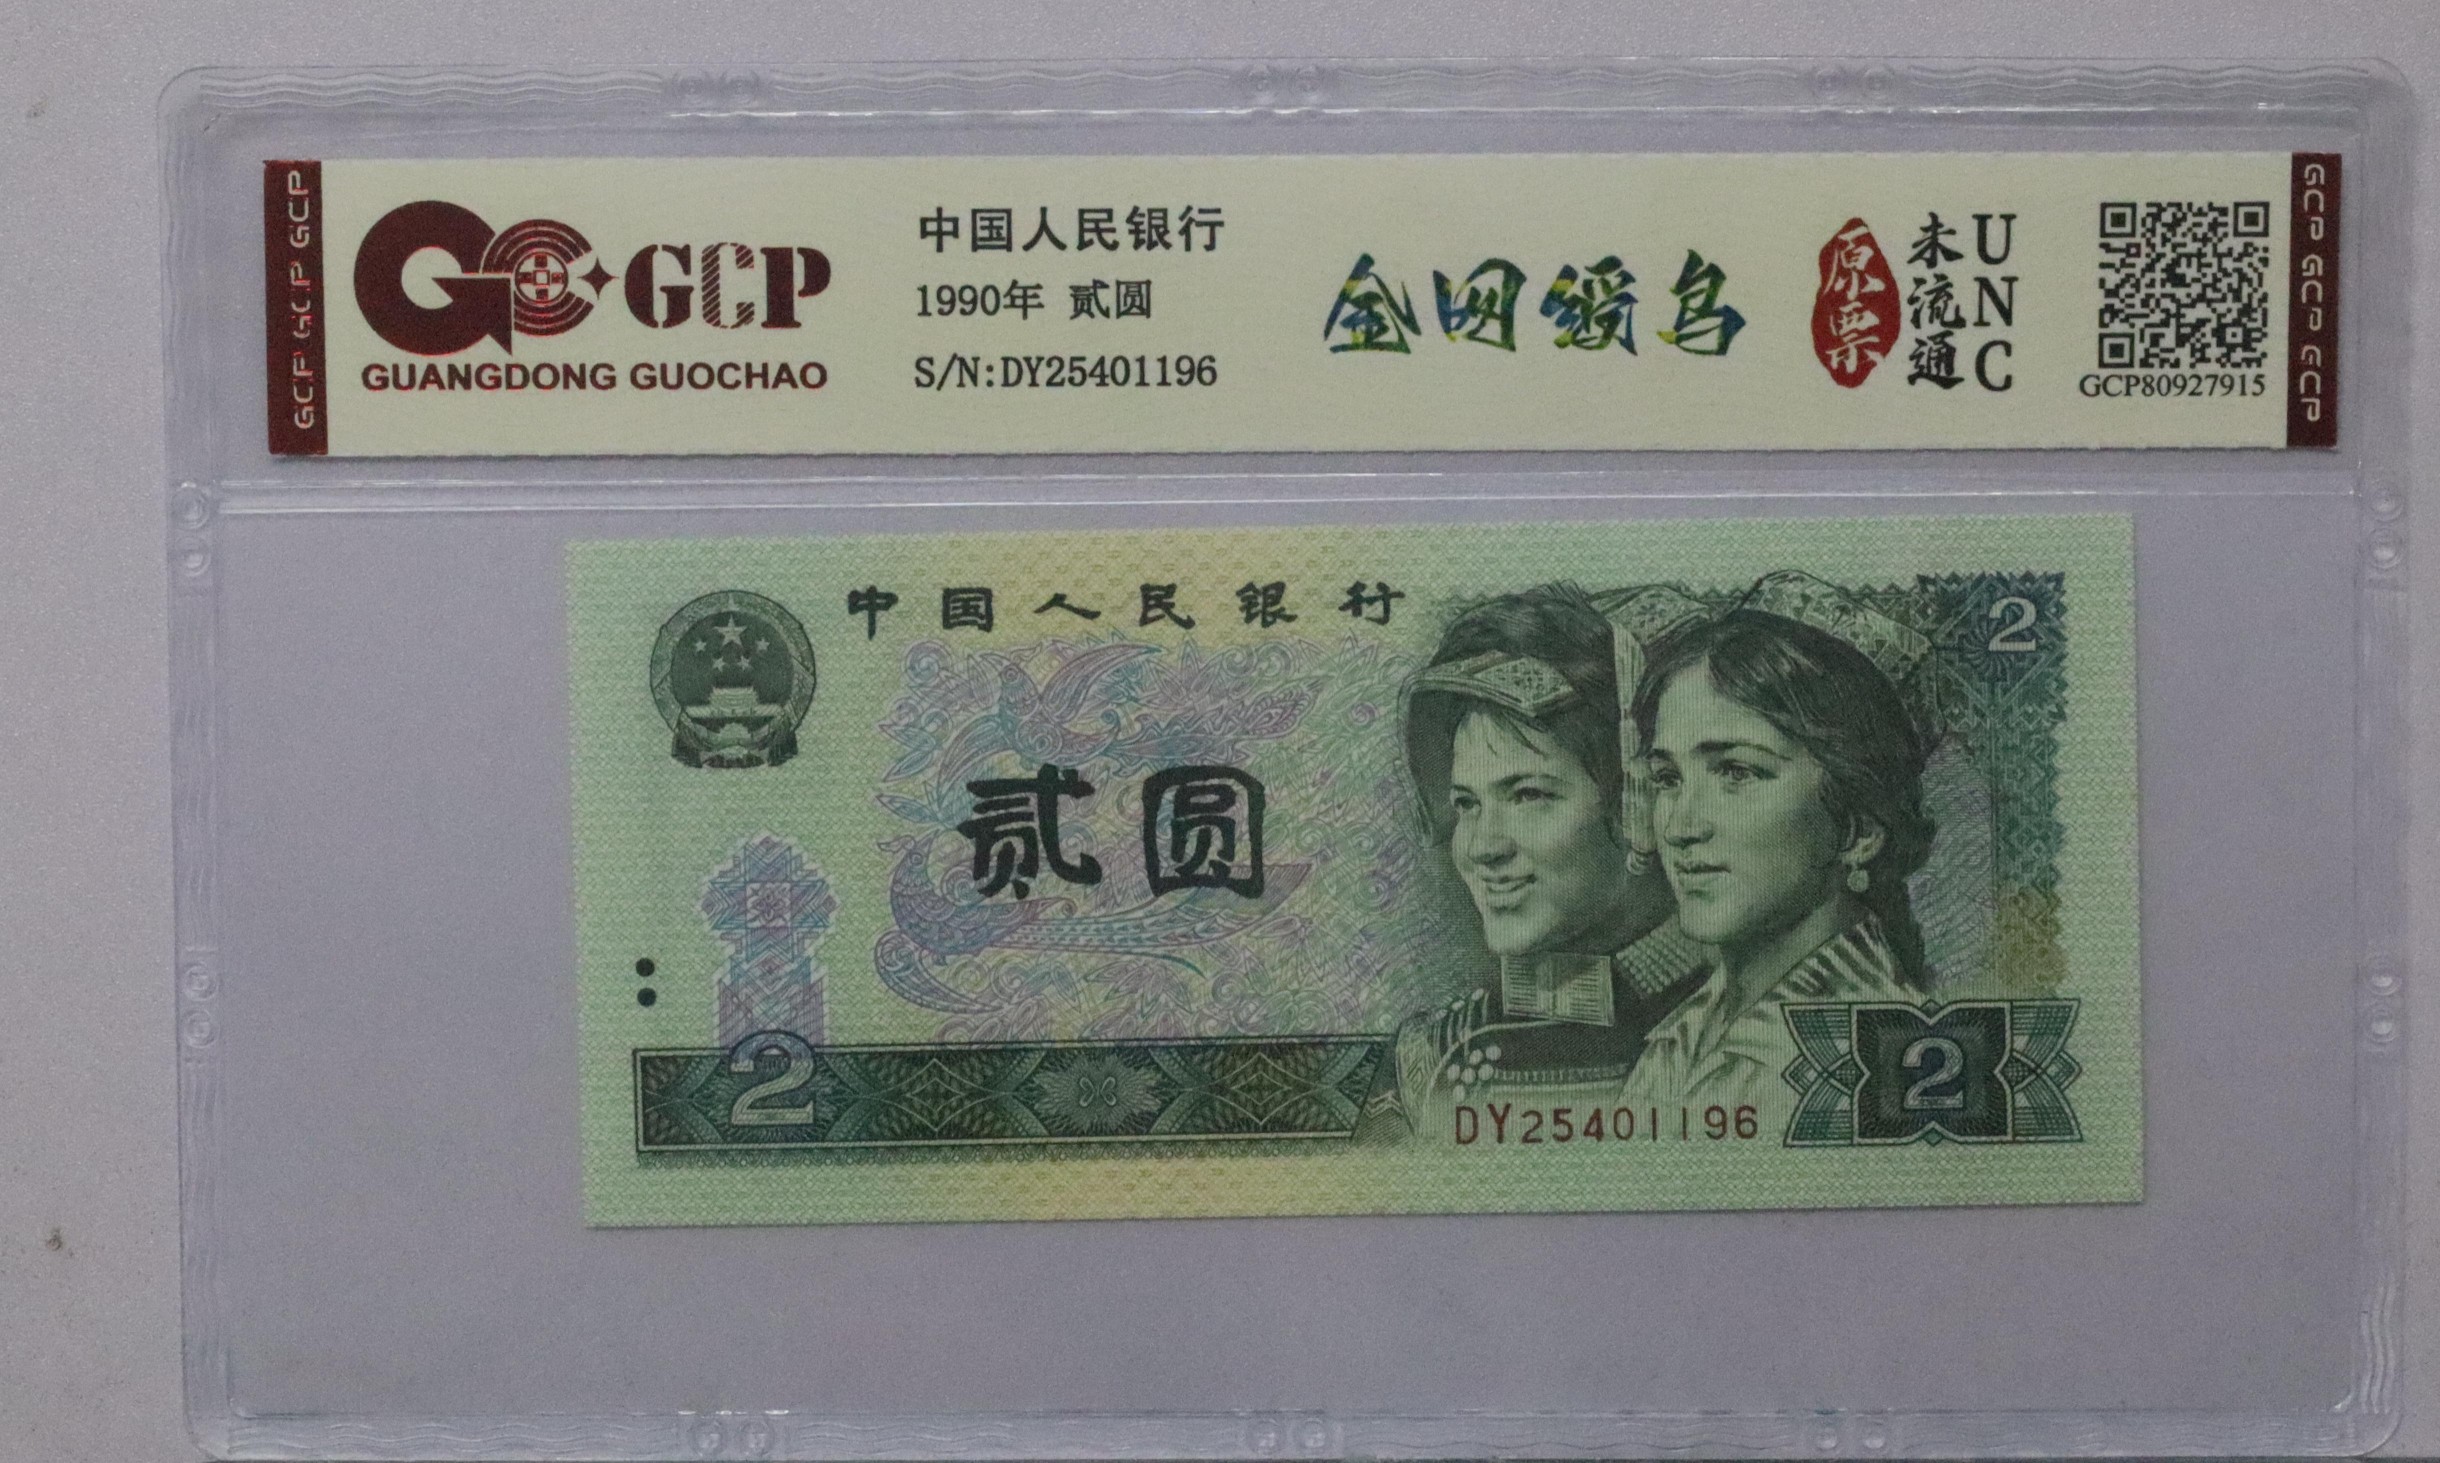 GCP GCP GCP
GCP
GUANGDONG GUOCHAO
中国人民银行
1990年 贰圆
S/N:DY25401196
金网绶鸟
原票
未流通
UNC
GCP80927915
GCP GCP GCP
中国人民银行
2
贰圆
2
DY25401196
2